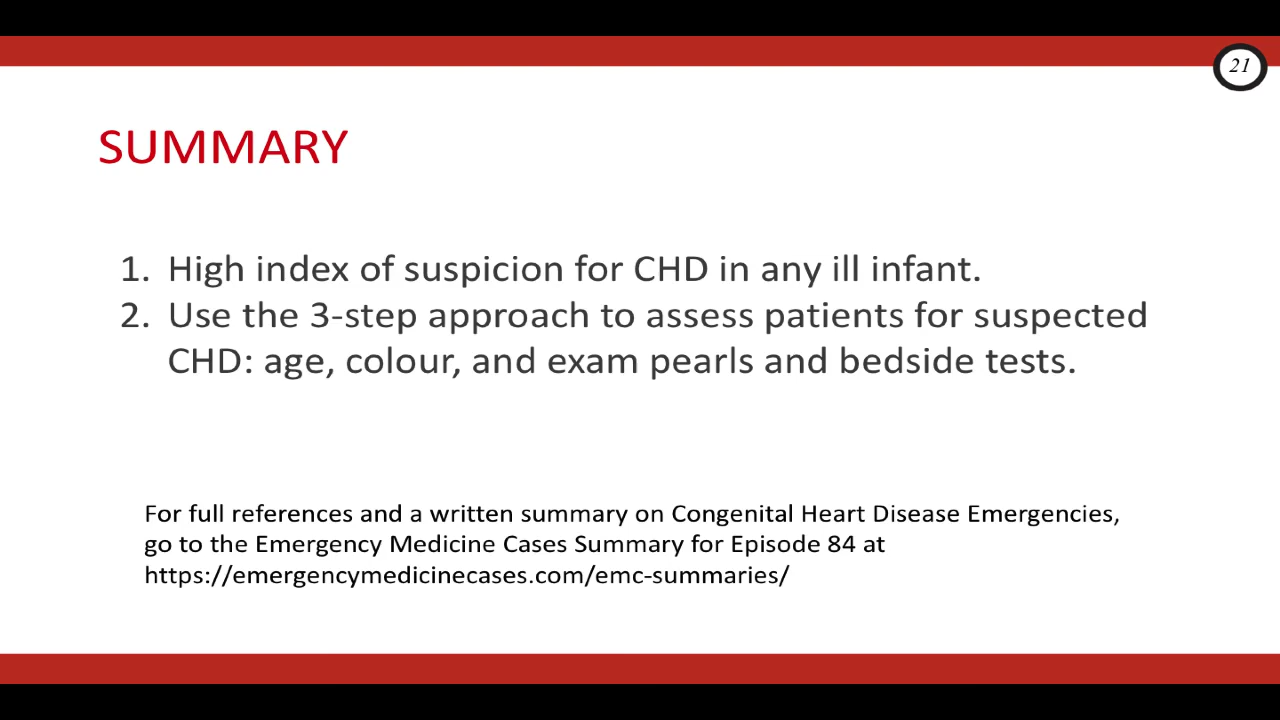 21
SUMMARY
1. High index of suspicion for CHD in any ill infant.
2. Use the 3-step approach to assess patients for suspected
CHD: age, colour, and exam pearls and bedside tests.
For full references and a written summary on Congenital Heart Disease Emergencies,
go to the Emergency Medicine Cases Summary for Episode 84 at
https://emergencymedicinecases.com/emc-summaries/